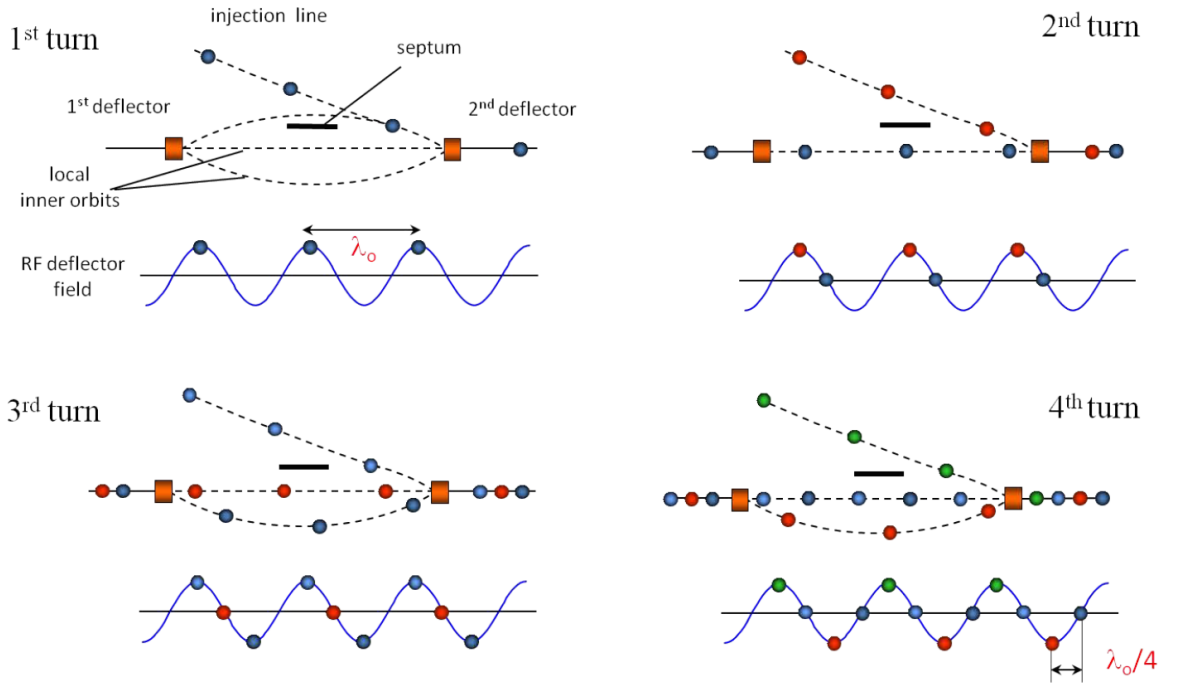 injection line
1st turn
septum
1st deflector
2nd deflector
local
inner orbits
λo
RF deflector
field
2nd turn
3rd turn
4th turn
λo/4